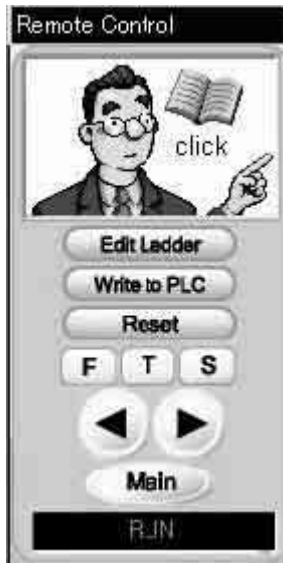 Remote Control
click
Edit Ladder
Write to PLC
Reset
F T S
Main
RUN